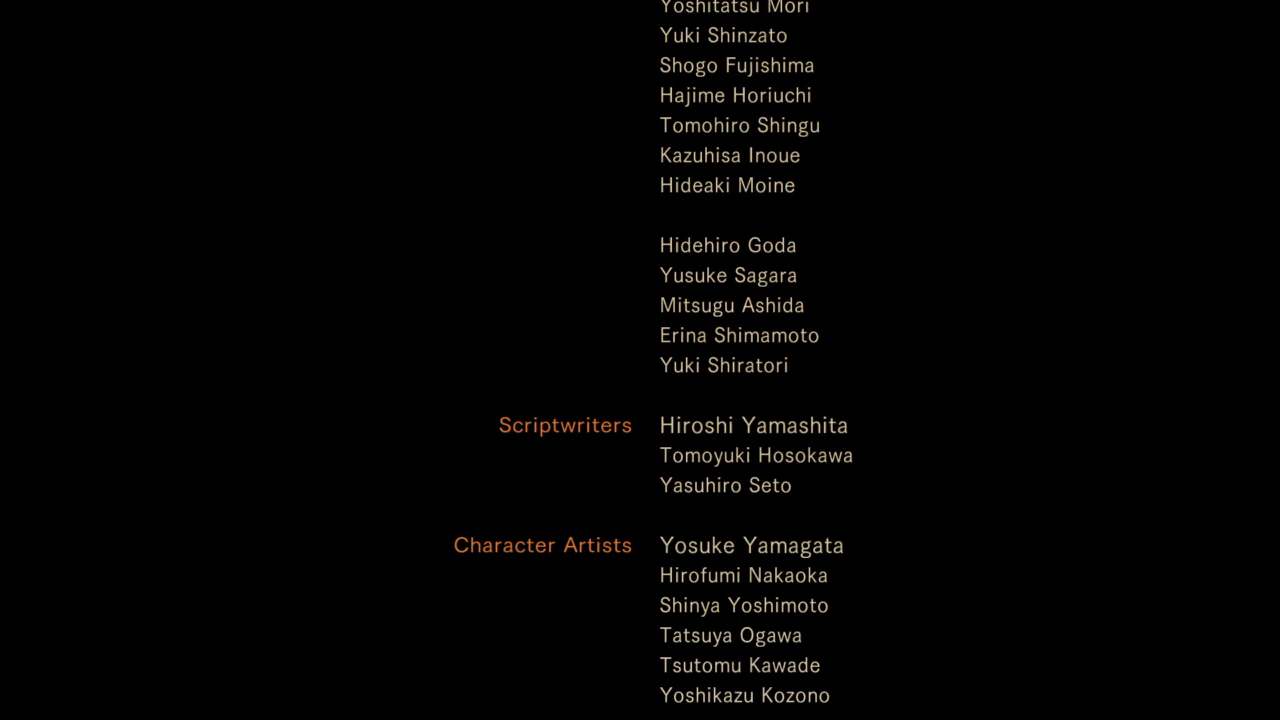 Yoshitatsu Mori
Yuki Shinzato
Shogo Fujishima
Hajime Horiuchi
Tomohiro Shingu
Kazuhisa Inoue
Hideaki Moine
Hidehiro Goda
Yusuke Sagara
Mitsugu Ashida
Erina Shimamoto
Yuki Shiratori
Scriptwriters Hiroshi Yamashita
Tomoyuki Hosokawa
Yasuhiro Seto
Character Artists Yosuke Yamagata
Hirofumi Nakaoka
Shinya Yoshimoto
Tatsuya Ogawa
Tsutomu Kawade
Yoshikazu Kozono